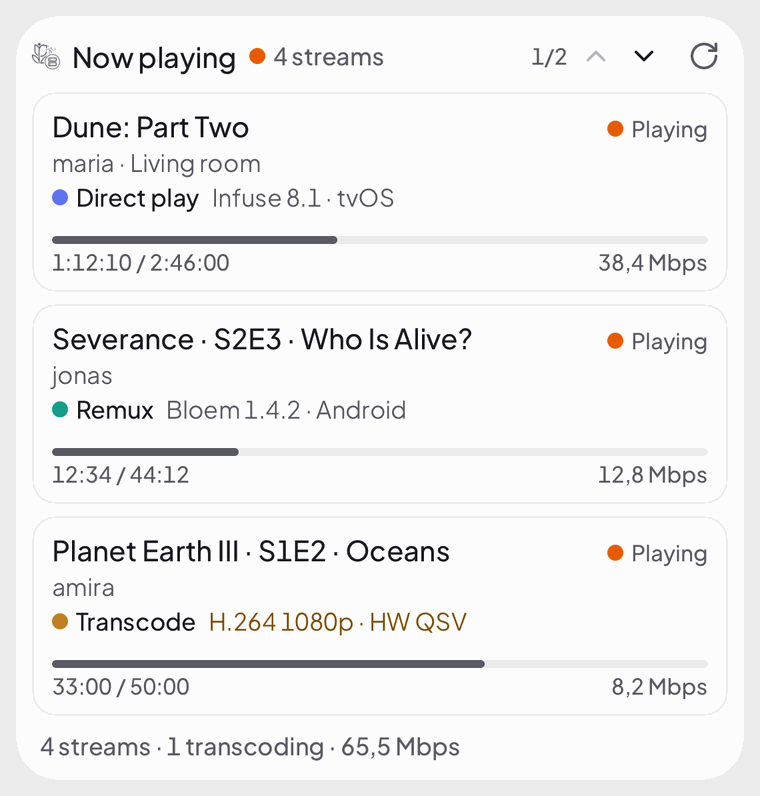 Now playing 4 streams 1/2
Dune: Part Two Playing
maria · Living room
Direct play Infuse 8.1 · tvOS
1:12:10 / 2:46:00 38,4 Mbps
Severance · S2E3 · Who Is Alive? Playing
jonas
Remux Bloem 1.4.2 · Android
12:34 / 44:12 12,8 Mbps
Planet Earth III · S1E2 · Oceans Playing
amira
Transcode H.264 1080p · HW QSV
33:00 / 50:00 8,2 Mbps
4 streams · 1 transcoding · 65,5 Mbps